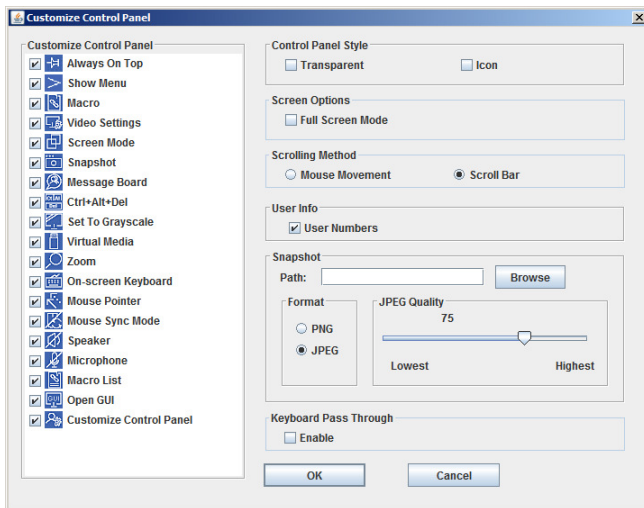 Customize Control Panel
Customize Control Panel
Always On Top
Show Menu
Macro
Video Settings
Screen Mode
Snapshot
Message Board
Ctrl+Alt+Del
Set To Grayscale
Virtual Media
Zoom
On-screen Keyboard
Mouse Pointer
Mouse Sync Mode
Speaker
Microphone
Macro List
GUI Open GUI
Customize Control Panel
Control Panel Style
Transparent Icon
Screen Options
Full Screen Mode
Scrolling Method
Mouse Movement Scroll Bar
User Info
User Numbers
Snapshot
Path: Browse
Format
PNG
JPEG
JPEG Quality
75
Lowest Highest
Keyboard Pass Through
Enable
OK Cancel